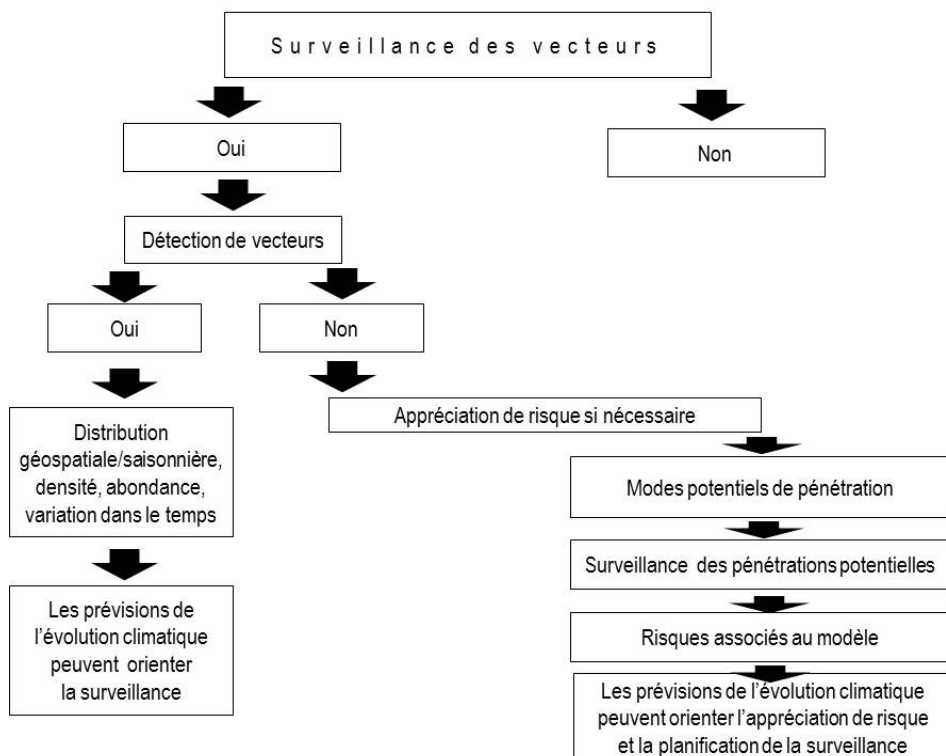 Surveillance des vecteurs
Oui
Non
Détection de vecteurs
Oui
Non
Appréciation de risque si nécessaire
Distribution
géospatiale/saisonnière,
densité, abondance,
variation dans le temps
Modes potentiels de pénétration
Surveillance des pénétrations potentielles
Les prévisions de
l'évolution climatique
peuvent orienter
la surveillance
Risques associés au modèle
Les prévisions de l'évolution climatique
peuvent orienter l'appréciation de risque
et la planification de la surveillance